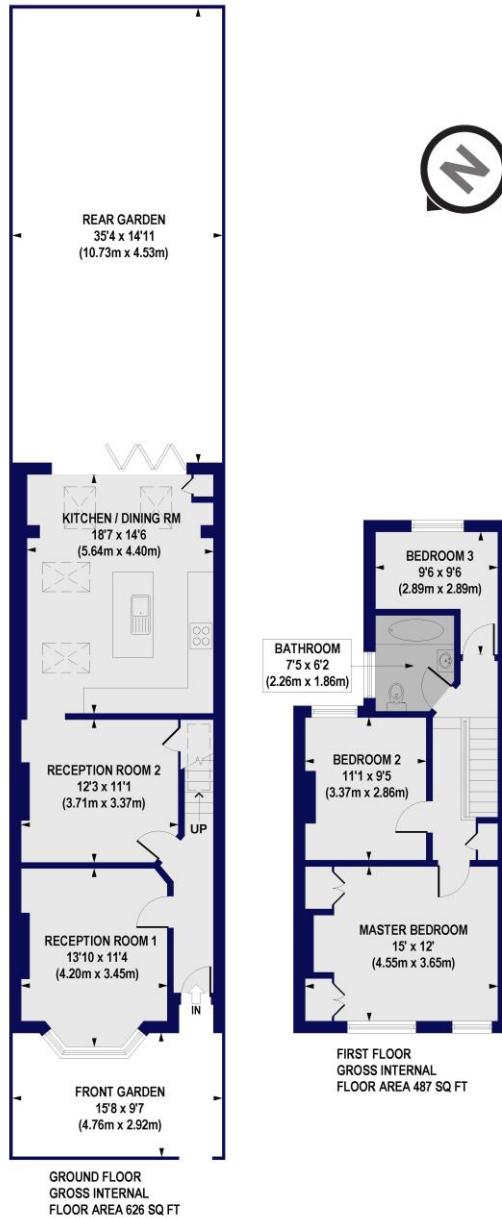 REAR GARDEN
35'4 x 14'11
(10.73m x 4.53m)
N
KITCHEN / DINING RM
18'7 x 14'6
(5.64m x 4.40m)
RECEPTION ROOM 2
12'3 x 11'1
(3.71m x 3.37m)
UP
RECEPTION ROOM 1
13'10 x 11'4
(4.20m x 3.45m)
IN
FRONT GARDEN
15'8 x 9'7
(4.76m x 2.92m)
GROUND FLOOR
GROSS INTERNAL
FLOOR AREA 626 SQ FT
BEDROOM 3
9'6 x 9'6
(2.89m x 2.89m)
BATHROOM
7'5 x 6'2
(2.26m x 1.86m)
BEDROOM 2
11'1 x 9'5
(3.37m x 2.86m)
MASTER BEDROOM
15' x 12'
(4.55m x 3.65m)
FIRST FLOOR
GROSS INTERNAL
FLOOR AREA 487 SQ FT